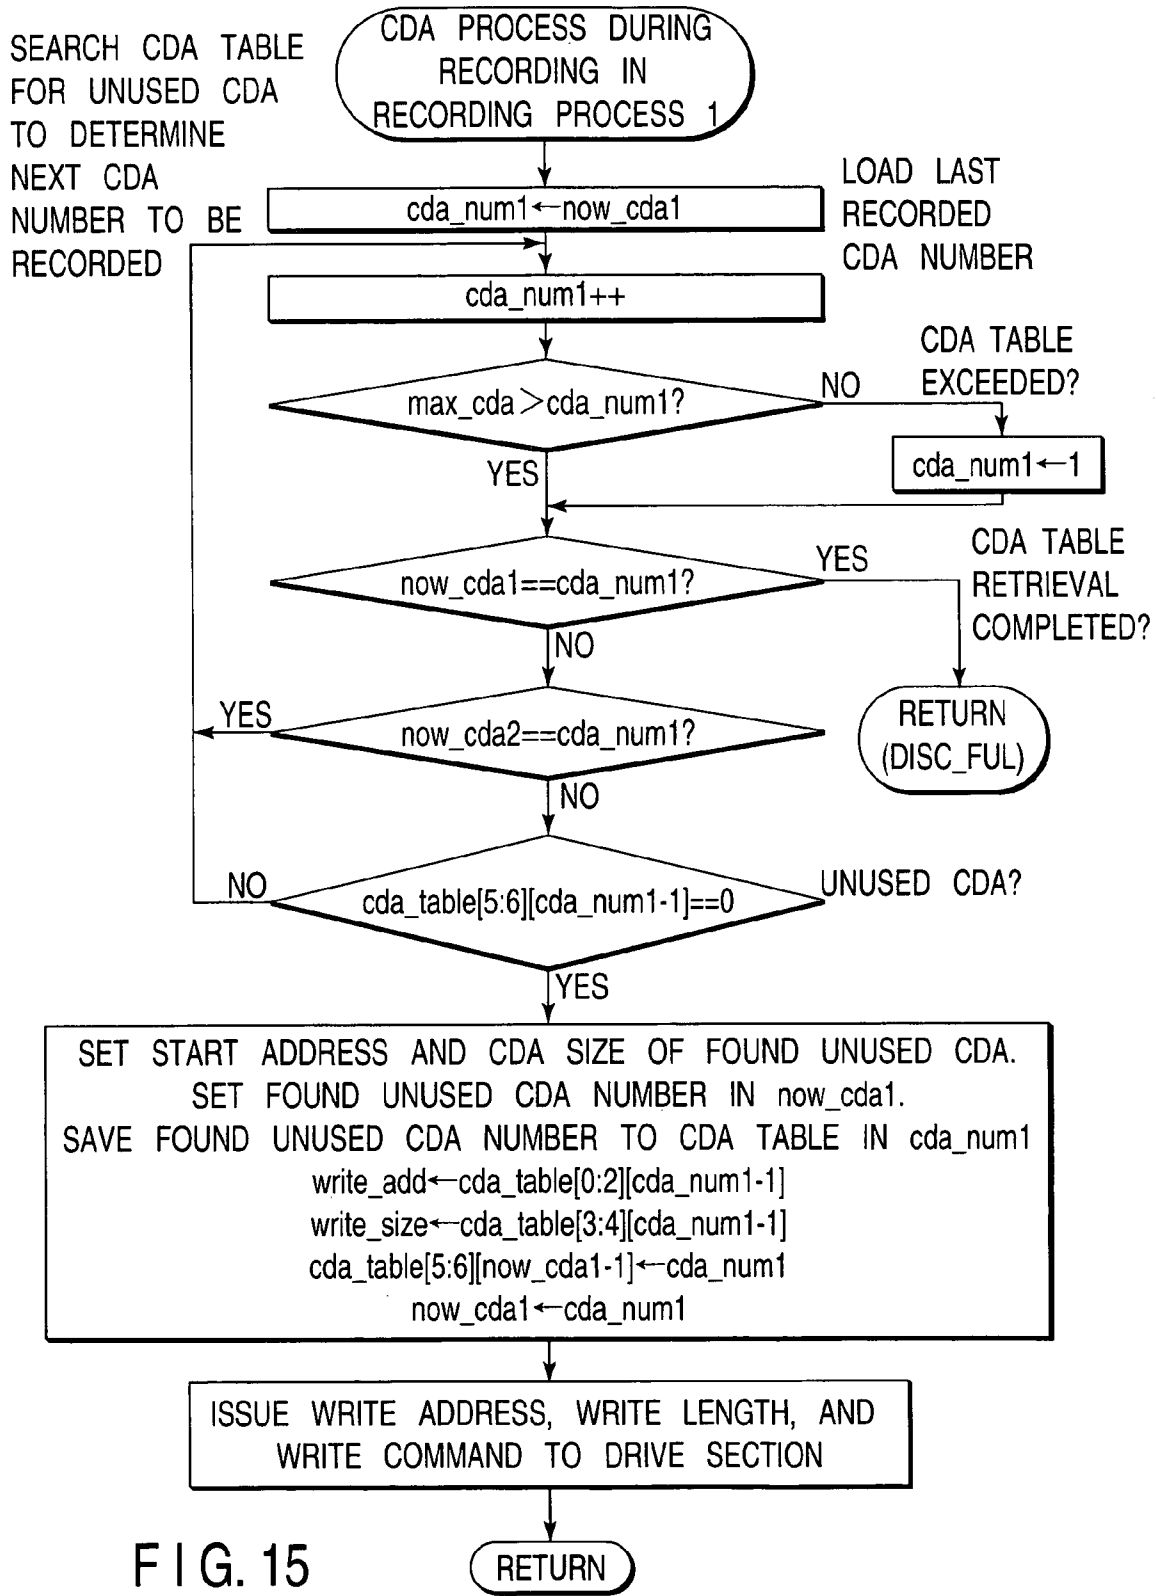 SEARCH CDA TABLE
FOR UNUSED CDA
TO DETERMINE
NEXT CDA
NUMBER TO BE
RECORDED
CDA PROCESS DURING
RECORDING IN
RECORDING PROCESS 1
LOAD LAST
RECORDED
CDA NUMBER
cda_num1←now_cda1
cda_num1++
max_cda>cda_num1?
NO
CDA TABLE
EXCEEDED?
cda_num1←1
YES
now_cda1==cda_num1?
YES
CDA TABLE
RETRIEVAL
COMPLETED?
NO
RETURN
(DISC_FUL)
YES
now_cda2==cda_num1?
NO
NO
cda_table[5:6][cda_num1-1]==0
UNUSED CDA?
YES
SET START ADDRESS AND CDA SIZE OF FOUND UNUSED CDA.
SET FOUND UNUSED CDA NUMBER IN now_cda1.
SAVE FOUND UNUSED CDA NUMBER TO CDA TABLE IN cda_num1
write_add←cda_table[0:2][cda_num1-1]
write_size←cda_table[3:4][cda_num1-1]
cda_table[5:6][now_cda1-1]←cda_num1
now_cda1←cda_num1
ISSUE WRITE ADDRESS, WRITE LENGTH, AND
WRITE COMMAND TO DRIVE SECTION
RETURN
FIG. 15